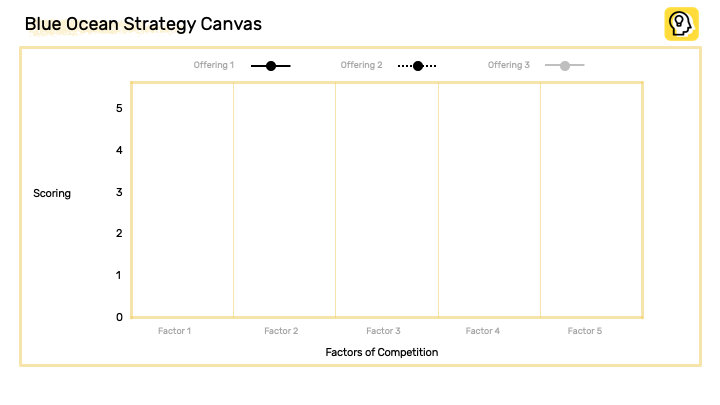 Blue Ocean Strategy Canvas
Offering 1
Offering 2
Offering 3
5
4
3
Scoring
2
1
0
Factor 1
Factor 2
Factor 3
Factor 4
Factor 5
Factors of Competition